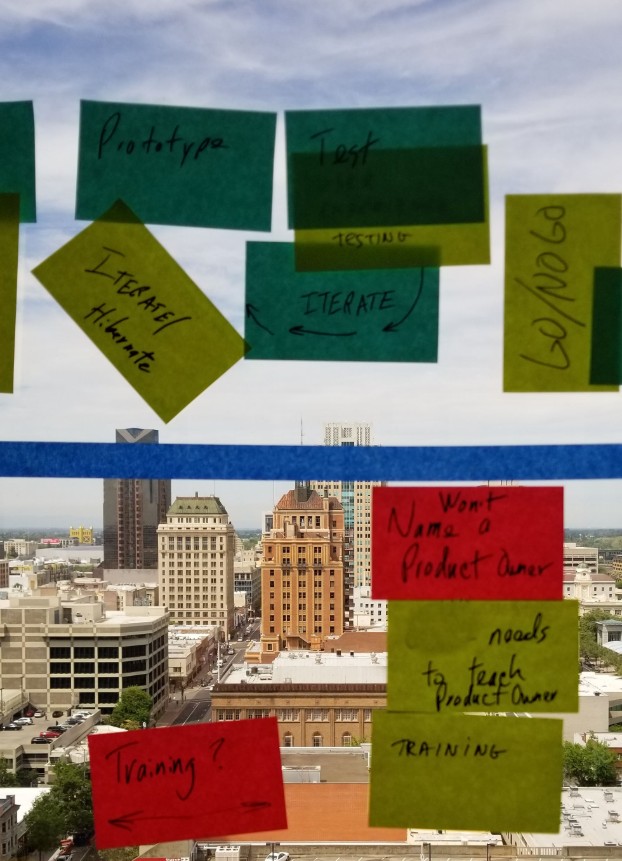 Prototype
Test
TESTING
ITERATE/
Hibernate
ITERATE
GO/NO GO
Won't
Name a
Product Owner
needs
to teach
Product Owner
Training?
TRAINING